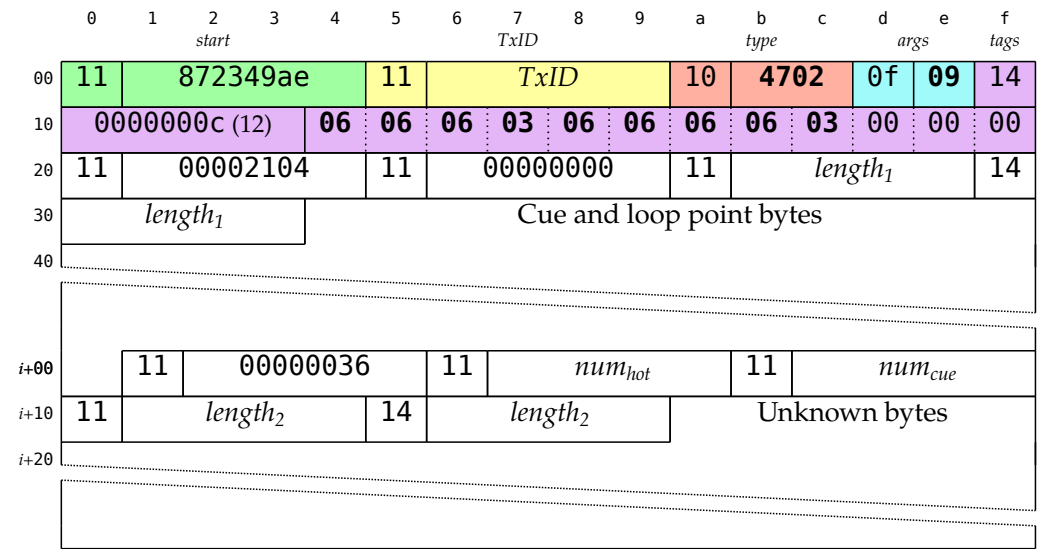 0 1 2 3 4 5 6 7 8 9 a b c d e f
start TxID type args tags
00 11 872349ae 11 TxID 10 4702 0f 09 14
10 0000000c (12) 06 06 06 03 06 06 06 06 03 00 00 00
20 11 00002104 11 00000000 11 length1 14
30 length1 Cue and loop point bytes
40
i+00 11 00000036 11 numhot 11 numcue
i+10 11 length2 14 length2 Unknown bytes
i+20